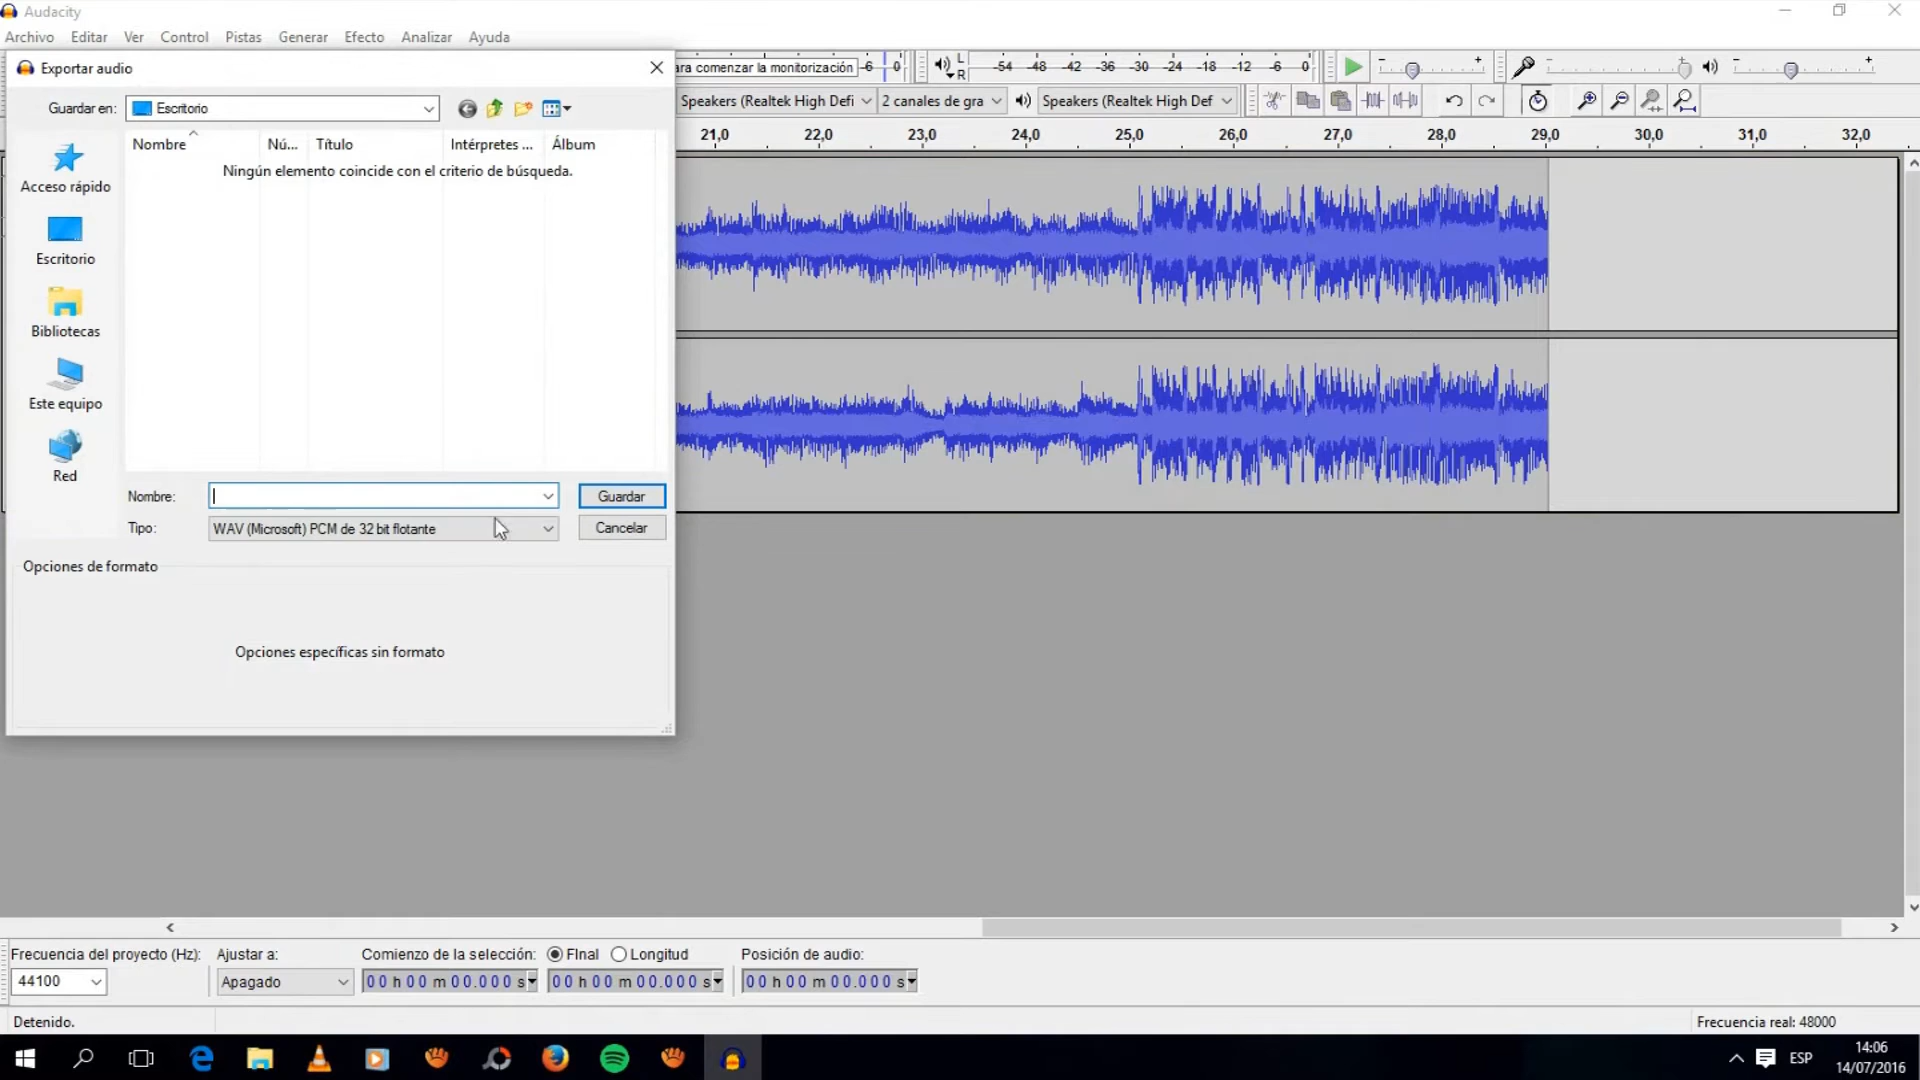 Audacity
Archivo Editar Ver Control Pistas Generar Efecto Analizar Ayuda
Exportar audio
ara comenzar la monitorización -6 0
L
R
-54 -48 -42 -36 -30 -24 -18 -12 -6 0
Guardar en: Escritorio
Speakers (Realtek High Defi 2 canales de gra Speakers (Realtek High Def
21,0 22,0 23,0 24,0 25,0 26,0 27,0 28,0 29,0 30,0 31,0 32,0
Nombre Nú... Título Intérpretes ... Álbum
Ningún elemento coincide con el criterio de búsqueda.
Acceso rápido
Escritorio
Bibliotecas
Este equipo
Red
Nombre: Guardar
Tipo: WAV (Microsoft) PCM de 32 bit flotante Cancelar
Opciones de formato
Opciones específicas sin formato
Frecuencia del proyecto (Hz): Ajustar a: Comienzo de la selección: FInal Longitud Posición de audio:
44100 Apagado 00 h 00 m 00.000 s 00 h 00 m 00.000 s 00 h 00 m 00.000 s
Detenido. Frecuencia real: 48000
ESP
14:06
14/07/2016